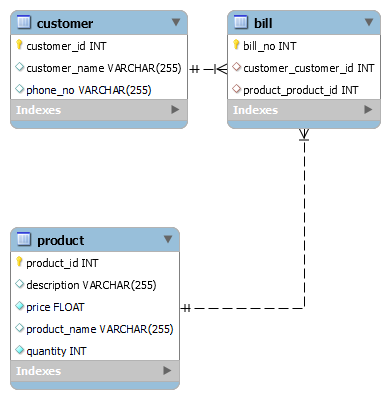 customer
customer_id INT
customer_name VARCHAR(255)
phone_no VARCHAR(255)
Indexes
bill
bill_no INT
customer_customer_id INT
product_product_id INT
Indexes
product
product_id INT
description VARCHAR(255)
price FLOAT
product_name VARCHAR(255)
quantity INT
Indexes